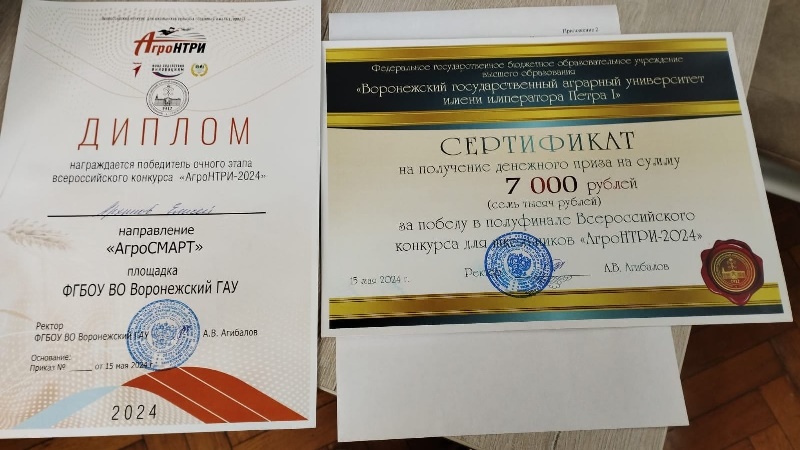 АгроНТРИ
ДИПЛОМ
награждается победитель очного этапа
всероссийского конкурса «АгроНТРИ-2024»
направление
«АгроСМАРТ»
площадка
ФГБОУ ВО Воронежский ГАУ
Ректор
ФГБОУ ВО Воронежский ГАУ
А.В. Агибалов
Основание:
Приказ № _____ от 15 мая 2024 г.
2024
Приложение 2
Федеральное государственное бюджетное образовательное учреждение
высшего образования
«Воронежский государственный аграрный университет
имени императора Петра I»
СЕРТИФИКАТ
на получение денежного приза на сумму
7 000 рублей
(семь тысяч рублей)
за победу в полуфинале Всероссийского
конкурса для школьников «АгроНТРИ-2024»
15 мая 2024 г.
Ректор
А.В. Агибалов